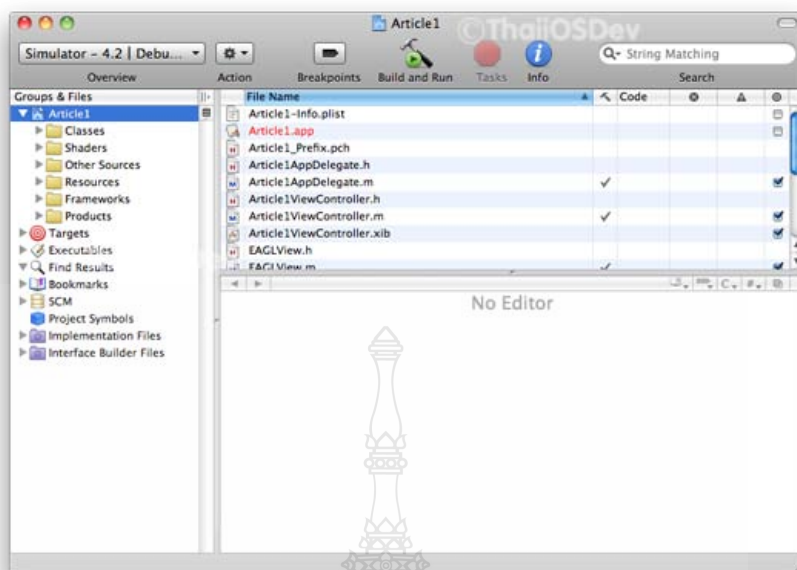 Article1
©ThaiiOSDev
Simulator – 4.2 | Debu...
String Matching
Overview
Action
Breakpoints
Build and Run
Tasks
Info
Search
Groups & Files
File Name
Code
Article1
Classes
Shaders
Other Sources
Resources
Frameworks
Products
Targets
Executables
Find Results
Bookmarks
SCM
Project Symbols
Implementation Files
Interface Builder Files
Article1-Info.plist
Article1.app
Article1_Prefix.pch
Article1AppDelegate.h
Article1AppDelegate.m
Article1ViewController.h
Article1ViewController.m
Article1ViewController.xib
EAGLView.h
EAGLView.m
No Editor